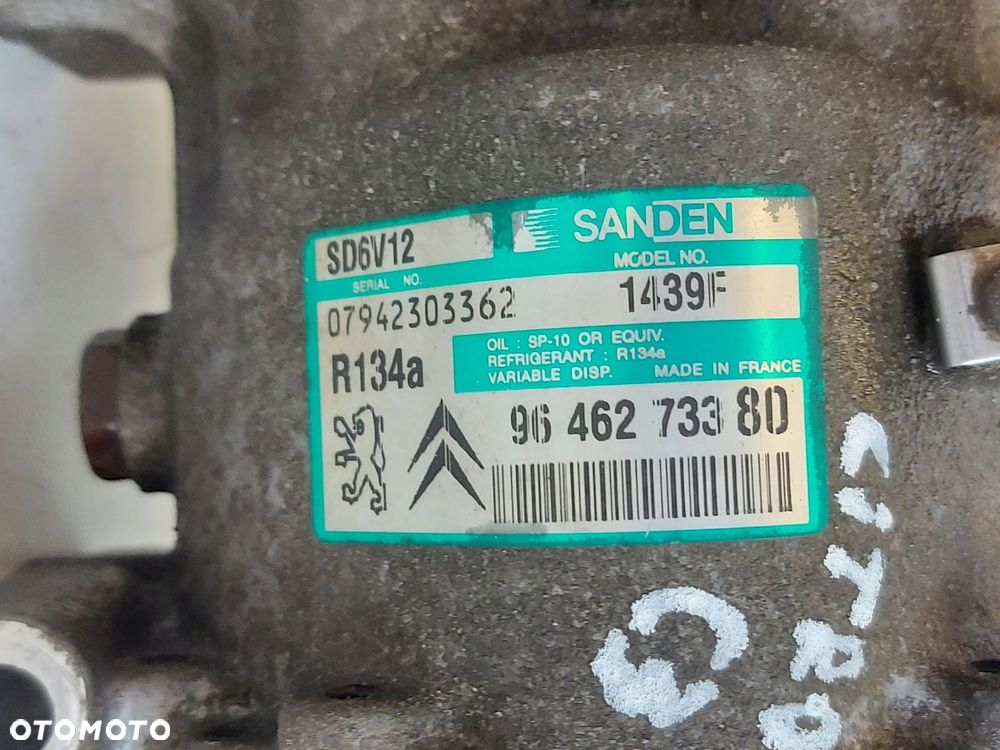 SD6V12
SANDEN
SERIAL NO.
MODEL NO.
07942303362
1439F
R134a
OIL : SP-10 OR EQUIV.
REFRIGERANT : R134a
VARIABLE DISP. MADE IN FRANCE
96 462 733 80
CITRO
C3
OTOMOTO